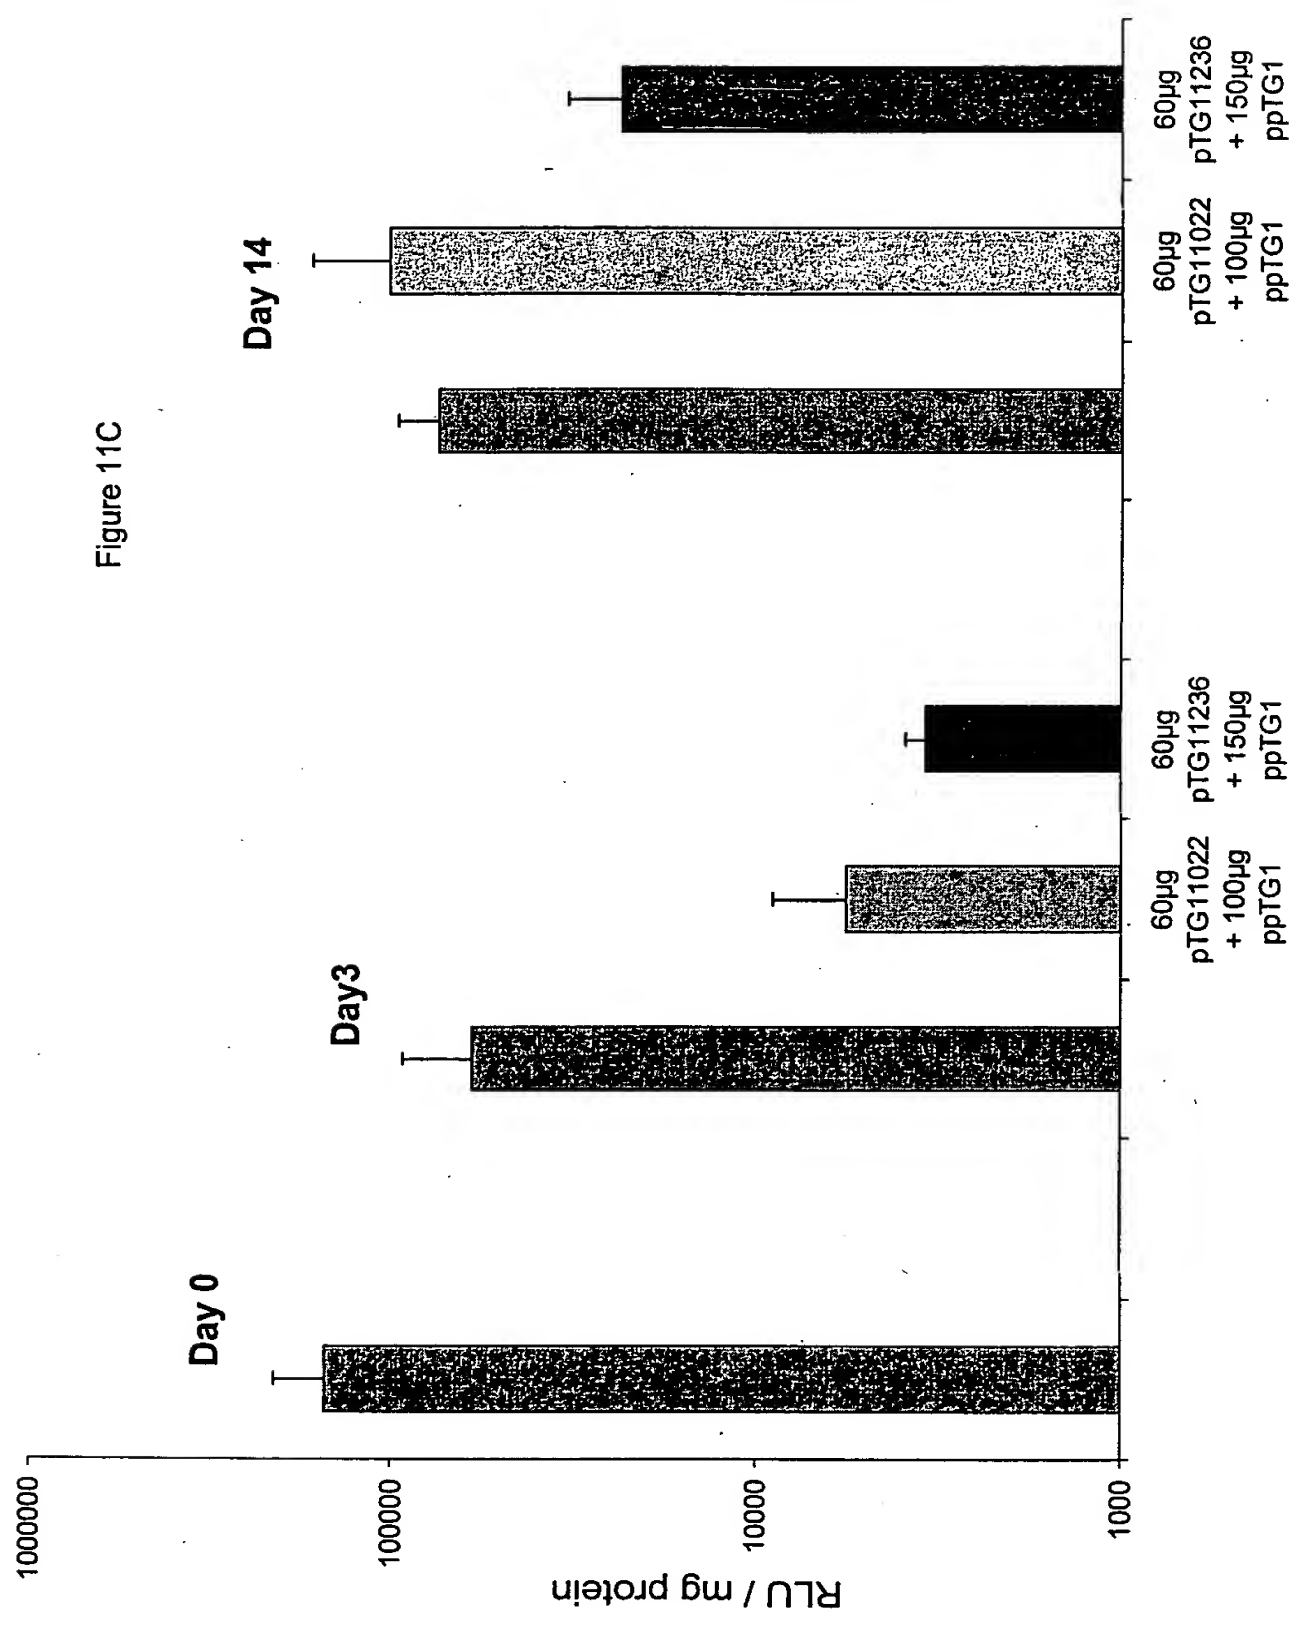 Figure 11C
Day 0
Day3
Day 14
1000000
100000
10000
1000
RLU / mg protein
60µg
pTG11022
+ 100µg
ppTG1
60µg
pTG11236
+ 150µg
ppTG1
60µg
pTG11022
+ 100µg
ppTG1
60µg
pTG11236
+ 150µg
ppTG1